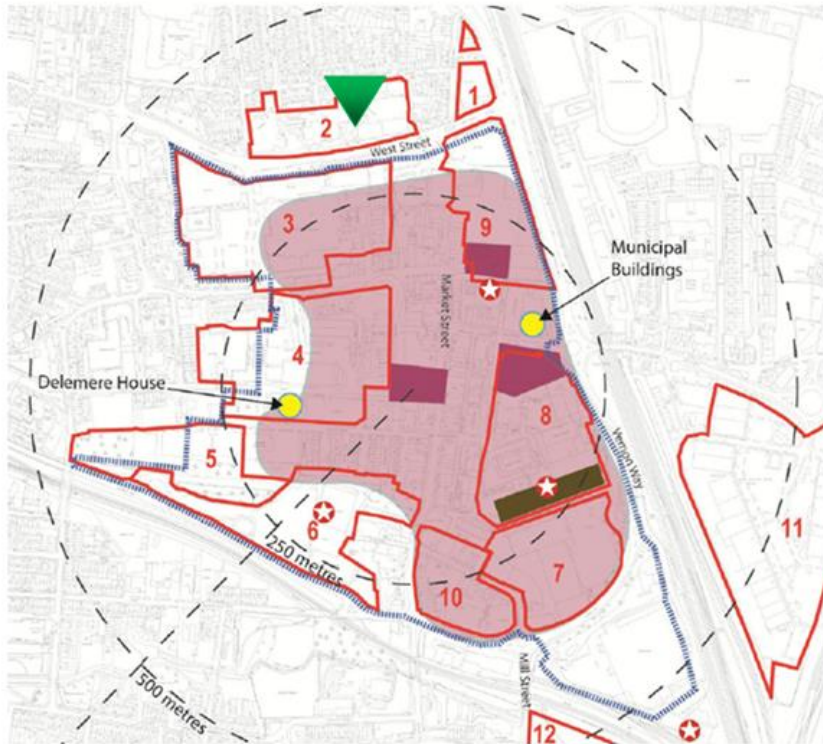 1
2
West Street
3
9
Municipal
Buildings
Market Street
4
Delemere House
8
Vernon Way
5
6
11
250 metres
7
10
Mill Street
500 metres
12